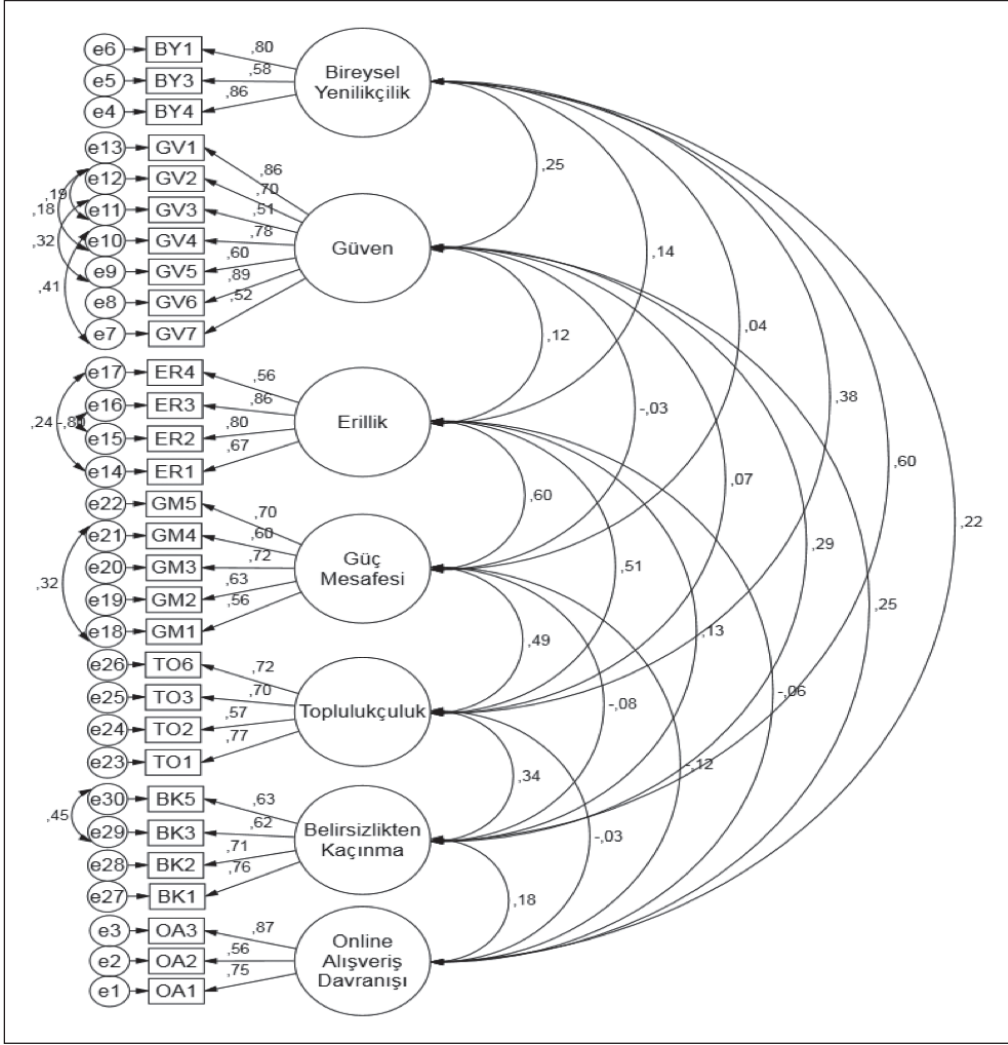 e6 BY1 ,80
e5 BY3 ,58
e4 BY4 ,86
Bireysel
Yenilikçilik
e13 GV1 ,86
e12 GV2 ,70
e11 GV3 ,51
e10 GV4 ,78
e9 GV5 ,60
e8 GV6 ,89
e7 GV7 ,52
,19
,18
,32
,41
Güven
e17 ER4 ,56
e16 ER3 ,86
e15 ER2 ,80
e14 ER1 ,67
,24 -,80
Erillik
e22 GM5 ,70
e21 GM4 ,60
e20 GM3 ,72
e19 GM2 ,63
e18 GM1 ,56
,32
Güç
Mesafesi
e26 TO6 ,72
e25 TO3 ,70
e24 TO2 ,57
e23 TO1 ,77
Toplulukçuluk
e30 BK5 ,63
e29 BK3 ,62
e28 BK2 ,71
e27 BK1 ,76
,45
Belirsizlikten
Kaçınma
e3 OA3 ,87
e2 OA2 ,56
e1 OA1 ,75
Online
Alışveriş
Davranışı
,25
,14
,04
,12
,38
-,03
,60
,07
,60
,22
,29
,51
,25
,13
,49
-,06
-,08
-,12
,34
-,03
,18